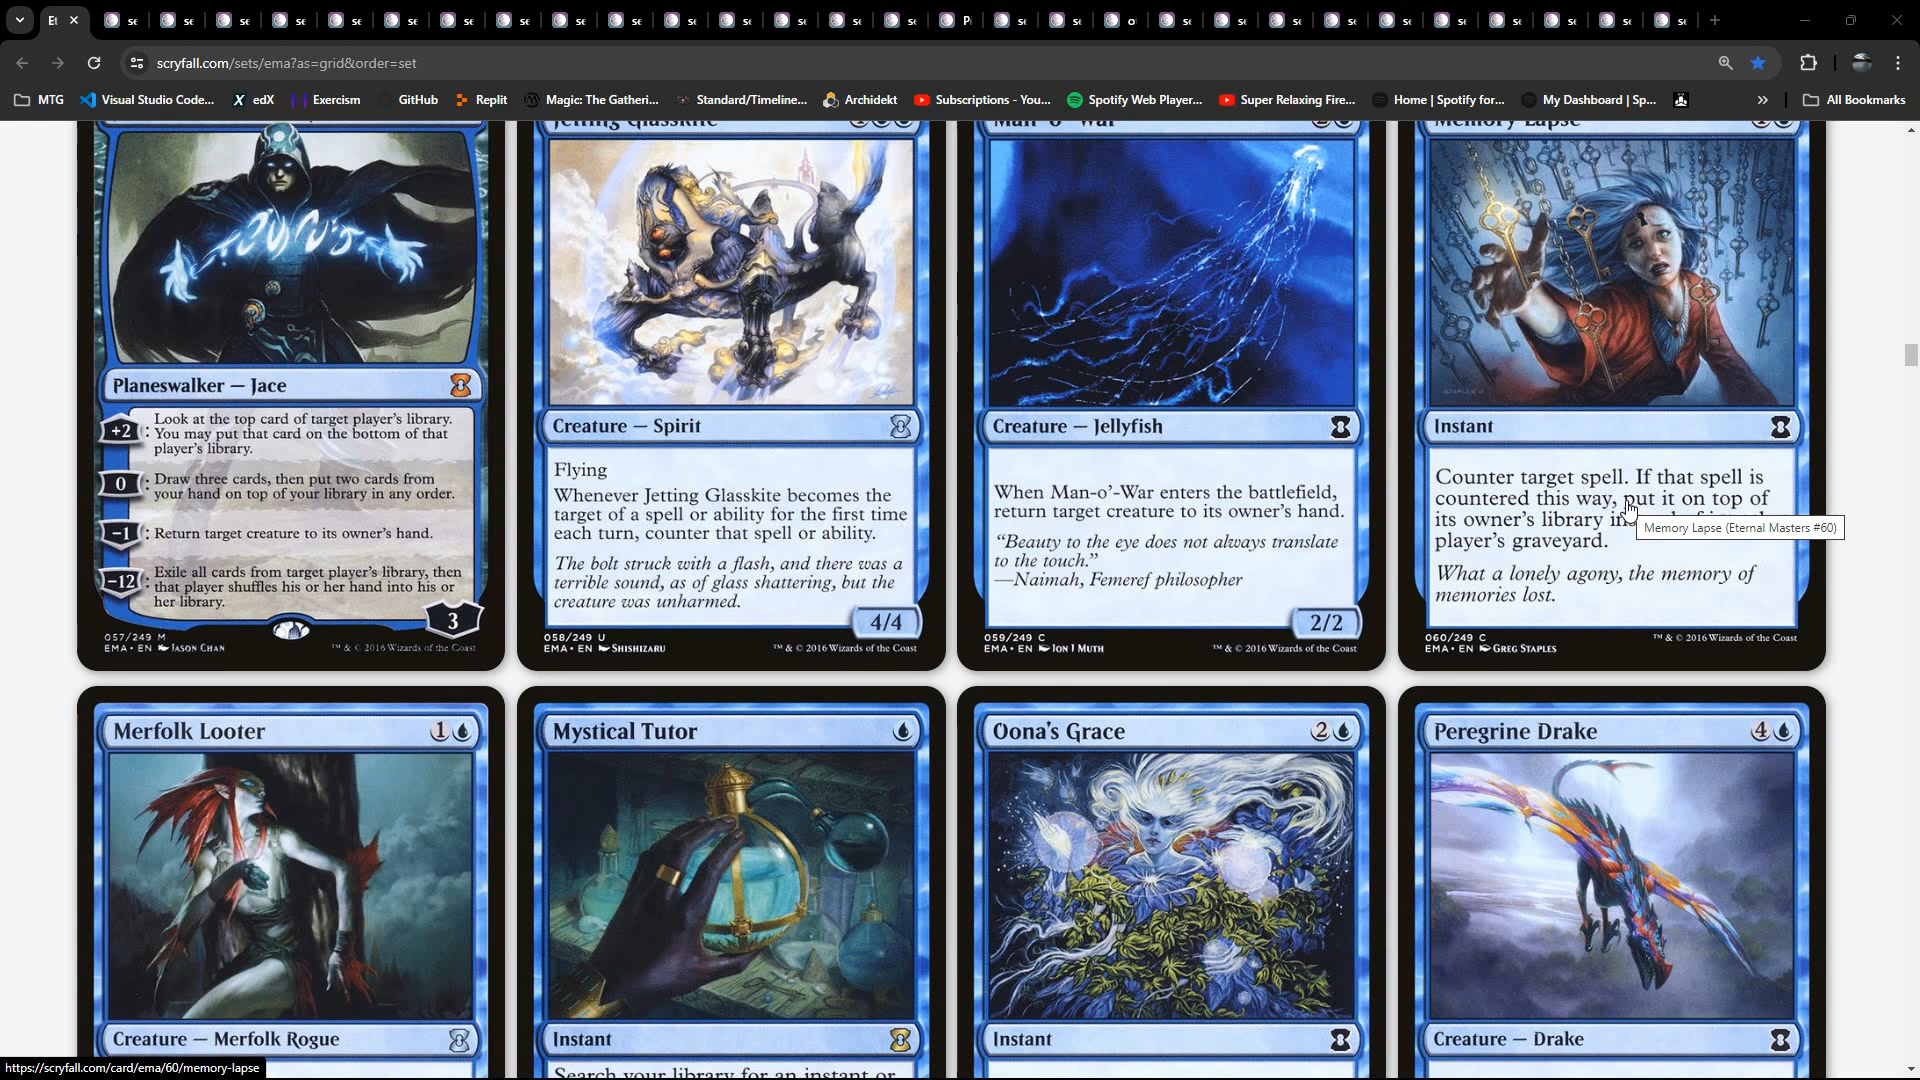 scryfall.com/sets/ema?as=grid&order=set
MTG
Visual Studio Code...
edX
Exercism
GitHub
Replit
Magic: The Gatheri...
Standard/Timeline...
Archidekt
Subscriptions - You...
Spotify Web Player...
Super Relaxing Fire...
Home | Spotify for...
My Dashboard | Sp...
»
All Bookmarks
Planeswalker — Jace
+2 : Look at the top card of target player's library.
You may put that card on the bottom of that
player's library.
0 : Draw three cards, then put two cards from
your hand on top of your library in any order.
-1 : Return target creature to its owner's hand.
-12 : Exile all cards from target player's library, then
that player shuffles his or her hand into his or
her library.
3
057/249 M
EMA • EN Jason Chan
™ & © 2016 Wizards of the Coast
Jetting Glasskite
Creature — Spirit
Flying
Whenever Jetting Glasskite becomes the
target of a spell or ability for the first time
each turn, counter that spell or ability.
The bolt struck with a flash, and there was a
terrible sound, as of glass shattering, but the
creature was unharmed.
4/4
058/249 U
EMA • EN Shishizaru
™ & © 2016 Wizards of the Coast
Man-o'-War
Creature — Jellyfish
When Man-o'-War enters the battlefield,
return target creature to its owner's hand.
“Beauty to the eye does not always translate
to the touch.”
—Naimah, Femeref philosopher
2/2
059/249 C
EMA • EN Jon J Muth
™ & © 2016 Wizards of the Coast
Memory Lapse
Instant
Counter target spell. If that spell is
countered this way, put it on top of
its owner's library
player's graveyard.
What a lonely agony, the memory of
memories lost.
060/249 C
EMA • EN Greg Staples
™ & © 2016 Wizards of the Coast
Memory Lapse (Eternal Masters #60)
Merfolk Looter 1
Creature — Merfolk Rogue
Mystical Tutor
Instant
Search your library for an instant or
Oona's Grace 2
Instant
Peregrine Drake 4
Creature — Drake
https://scryfall.com/card/ema/60/memory-lapse